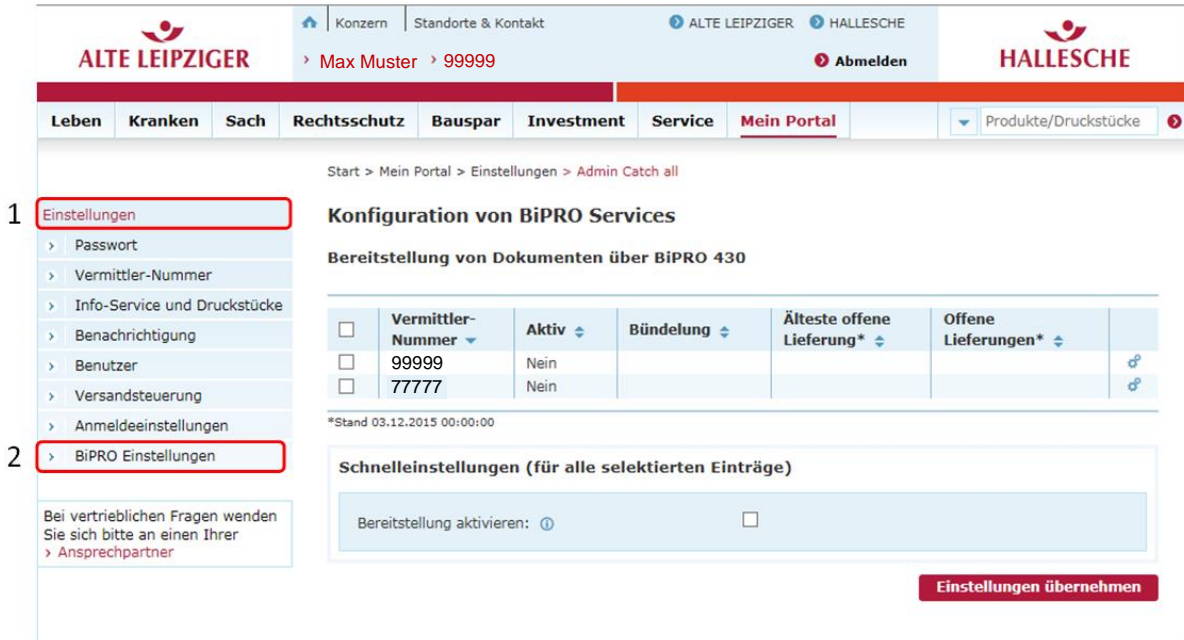 ALTE LEIPZIGER
Konzern
Standorte & Kontakt
ALTE LEIPZIGER
HALLESCHE
Max Muster
99999
Abmelden
HALLESCHE
Leben
Kranken
Sach
Rechtsschutz
Bauspar
Investment
Service
Mein Portal
Produkte/Druckstücke
Start > Mein Portal > Einstellungen > Admin Catch all
1
Einstellungen
Passwort
Vermittler-Nummer
Info-Service und Druckstücke
Benachrichtigung
Benutzer
Versandsteuerung
Anmeldeeinstellungen
2
BiPRO Einstellungen
Bei vertrieblichen Fragen wenden
Sie sich bitte an einen Ihrer
> Ansprechpartner
Konfiguration von BiPRO Services
Bereitstellung von Dokumenten über BiPRO 430
Vermittler-
Nummer
Aktiv
Bündelung
Älteste offene
Lieferung*
Offene
Lieferungen*
99999
Nein
77777
Nein
*Stand 03.12.2015 00:00:00
Schnelleinstellungen (für alle selektierten Einträge)
Bereitstellung aktivieren:
Einstellungen übernehmen